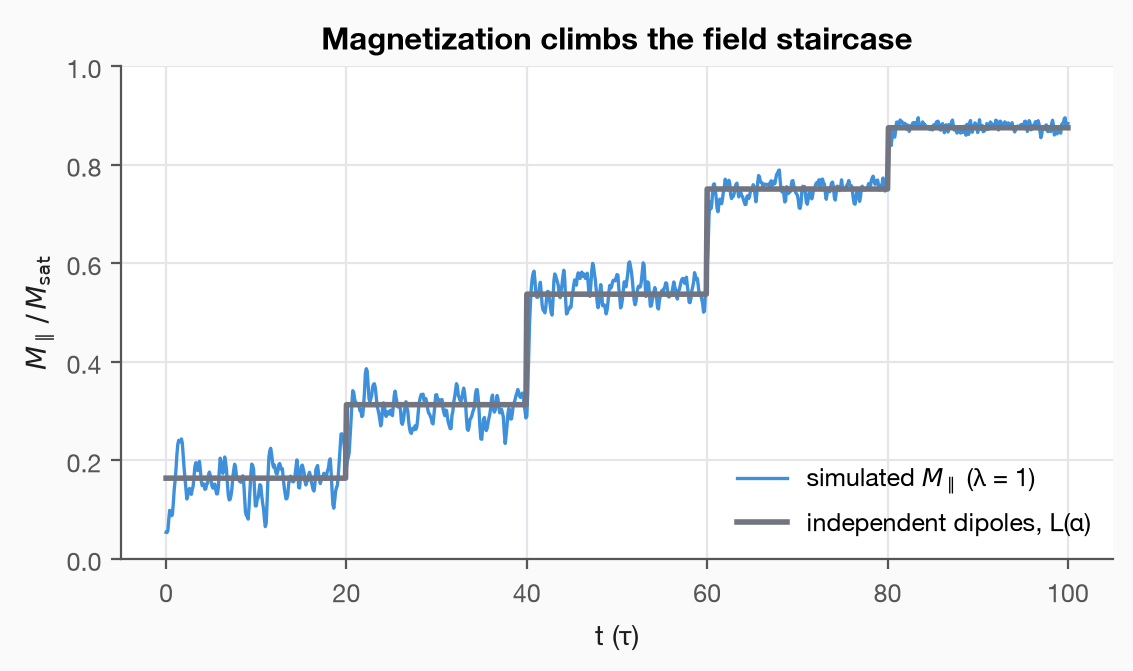 Magnetization climbs the field staircase
1.0
0.8
0.6
0.4
0.2
0.0
M∥ / Msat
simulated M∥ (λ = 1)
independent dipoles, L(α)
0 20 40 60 80 100
t (τ)